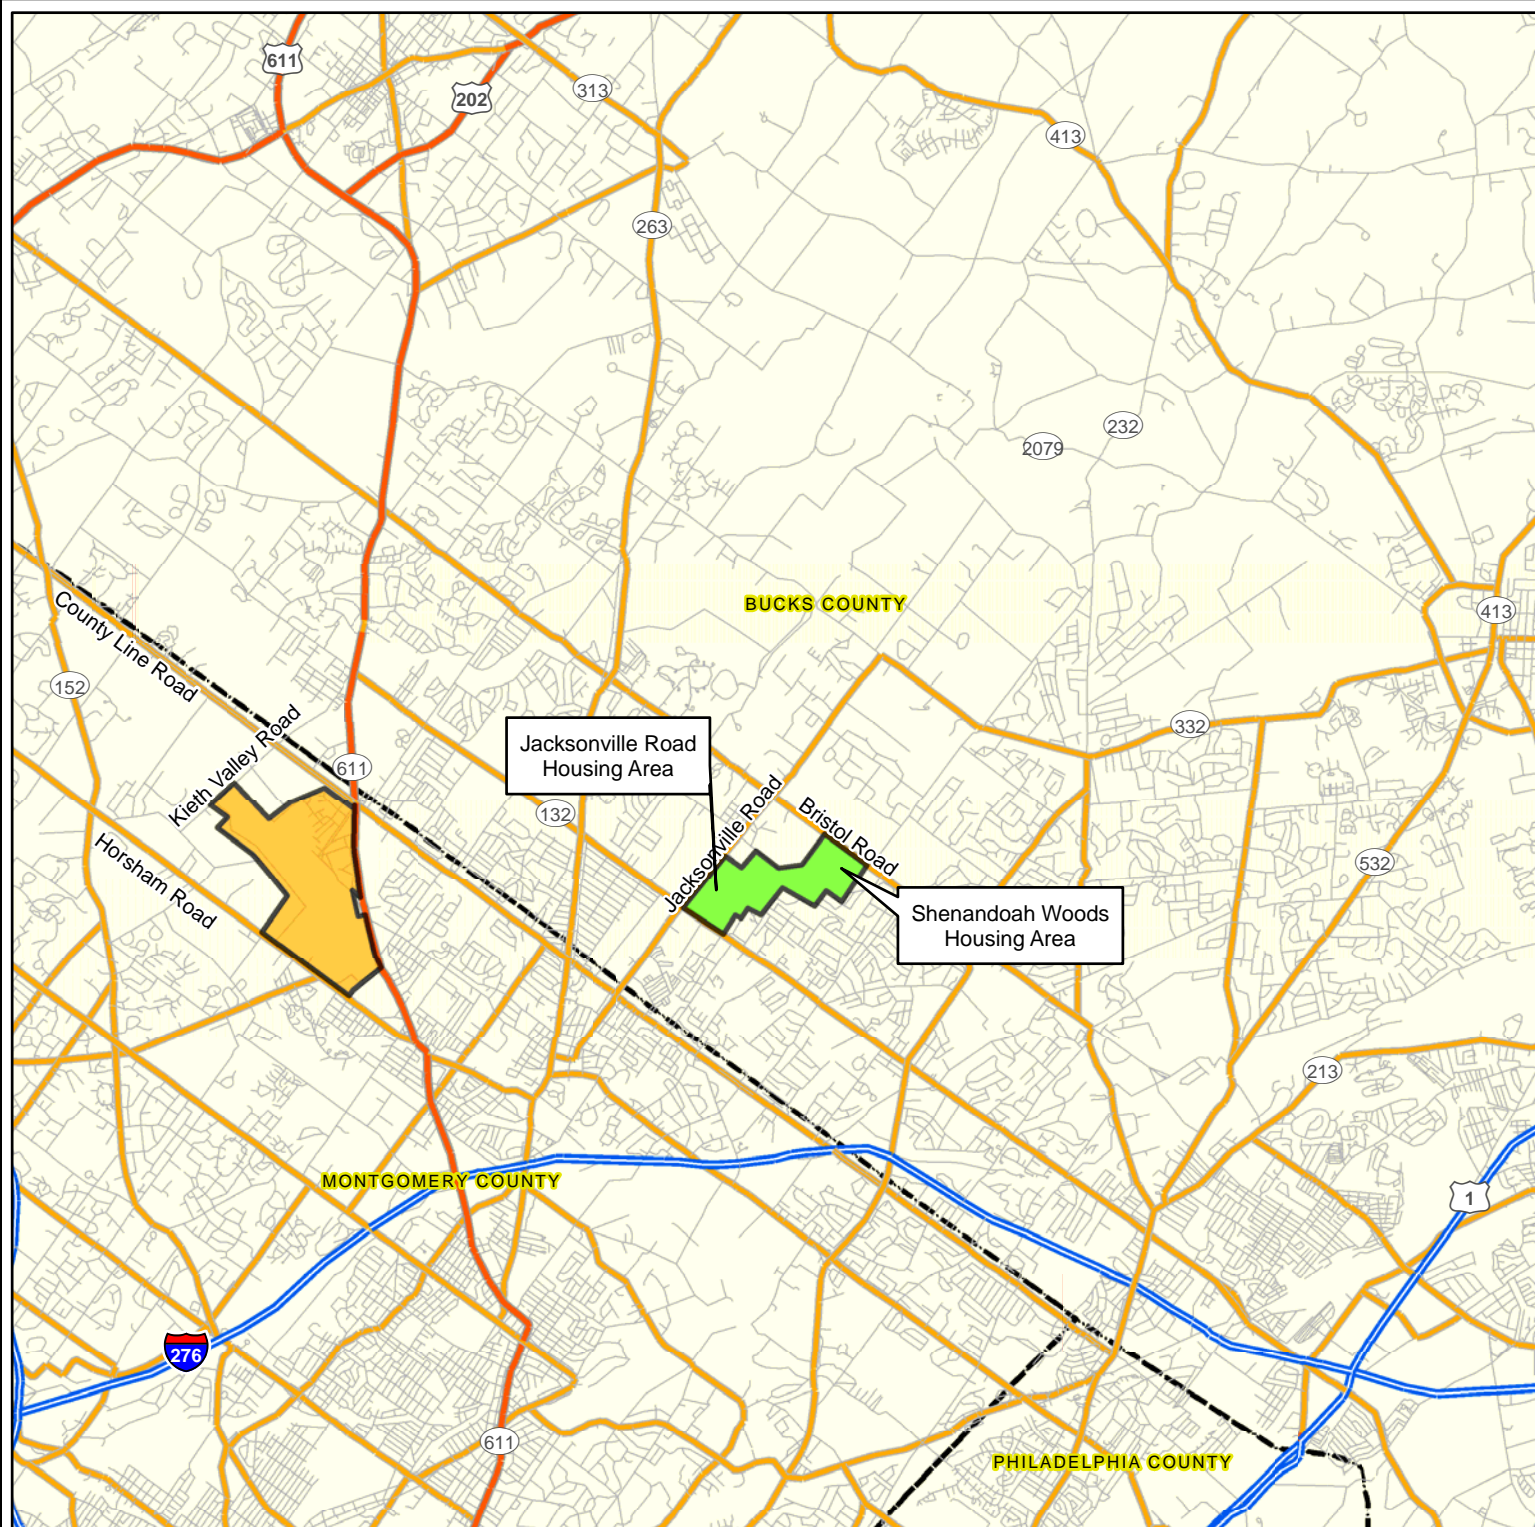 611
202
313
413
263
232
2079
BUCKS COUNTY
413
County Line Road
152
Kieth Valley Road
332
Jacksonville Road
Housing Area
611
132
Jacksonville Road
Bristol Road
Horsham Road
532
Shenandoah Woods
Housing Area
213
MONTGOMERY COUNTY
1
276
611
PHILADELPHIA COUNTY